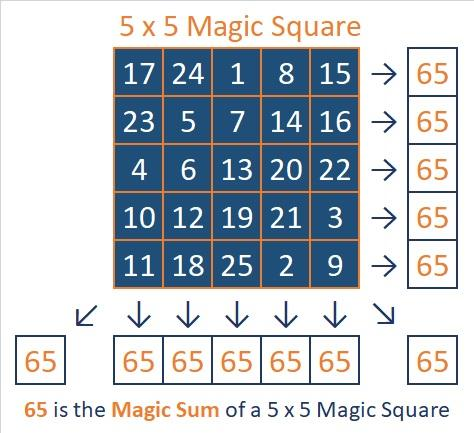 5 x 5 Magic Square
17 24 1 8 15 → 65
23 5 7 14 16 → 65
4 6 13 20 22 → 65
10 12 19 21 3 → 65
11 18 25 2 9 → 65
↙ ↓ ↓ ↓ ↓ ↓ ↘
65 65 65 65 65 65 65
65 is the Magic Sum of a 5 x 5 Magic Square